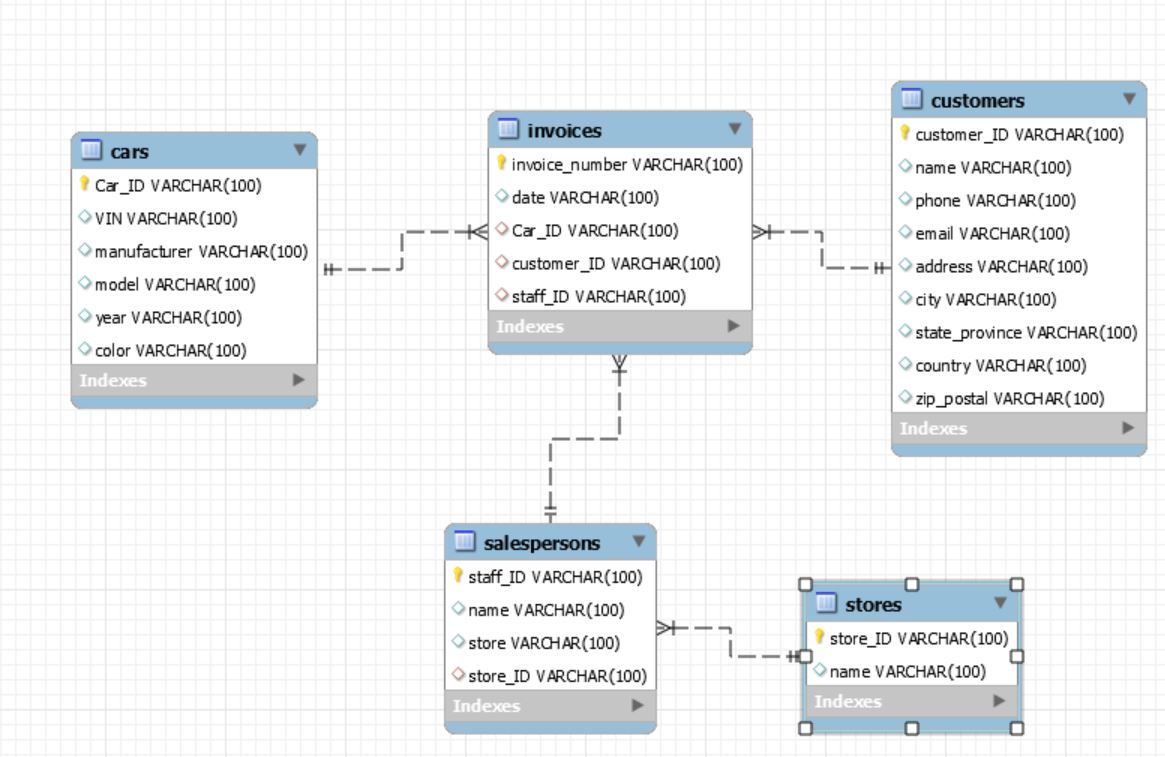 cars
Car_ID VARCHAR(100)
VIN VARCHAR(100)
manufacturer VARCHAR(100)
model VARCHAR(100)
year VARCHAR(100)
color VARCHAR(100)
Indexes
invoices
invoice_number VARCHAR(100)
date VARCHAR(100)
Car_ID VARCHAR(100)
customer_ID VARCHAR(100)
staff_ID VARCHAR(100)
Indexes
customers
customer_ID VARCHAR(100)
name VARCHAR(100)
phone VARCHAR(100)
email VARCHAR(100)
address VARCHAR(100)
city VARCHAR(100)
state_province VARCHAR(100)
country VARCHAR(100)
zip_postal VARCHAR(100)
Indexes
salespersons
staff_ID VARCHAR(100)
name VARCHAR(100)
store VARCHAR(100)
store_ID VARCHAR(100)
Indexes
stores
store_ID VARCHAR(100)
name VARCHAR(100)
Indexes